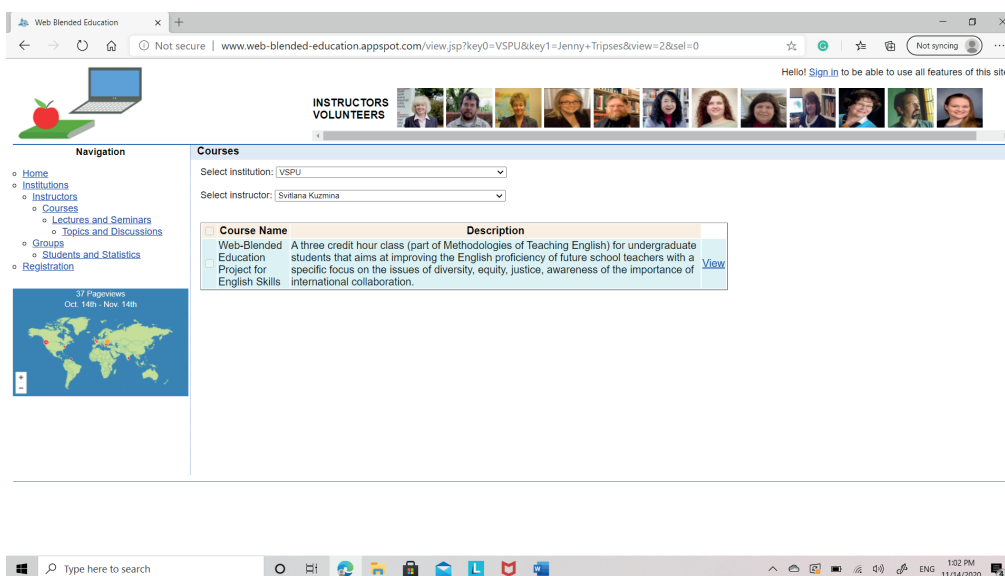 Web Blended Education
Not secure | www.web-blended-education.appspot.com/view.jsp?key0=VSPU&key1=Jenny+Tripses&view=2&sel=0
Not syncing
Hello! Sign in to be able to use all features of this site
INSTRUCTORS
VOLUNTEERS
Navigation
Home
Institutions
Instructors
Courses
Lectures and Seminars
Topics and Discussions
Groups
Students and Statistics
Registration
37 Pageviews
Oct. 14th - Nov. 14th
+
−
Courses
Select institution: VSPU
Select instructor: Svitlana Kuzmina
Course Name Description
Web-Blended
Education
Project for
English Skills
A three credit hour class (part of Methodologies of Teaching English) for undergraduate
students that aims at improving the English proficiency of future school teachers with a
specific focus on the issues of diversity, equity, justice, awareness of the importance of
international collaboration.
View
Type here to search
L
W
ENG
1:02 PM
11/14/2020